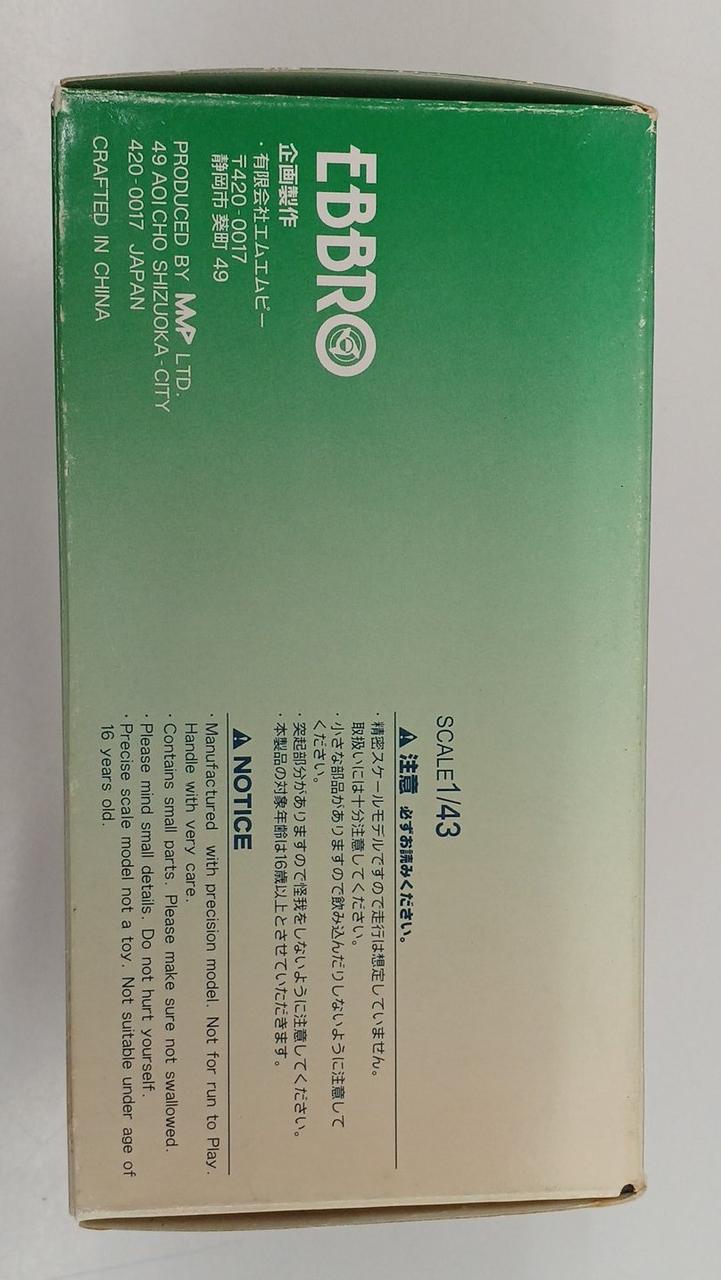 EBBRO
企画製作
・有限会社エムエムピー
〒420-0017
静岡市 葵町 49
PRODUCED BY MMP LTD.
49 AOI CHO SHIZUOKA-CITY
420-0017 JAPAN
CRAFTED IN CHINA
SCALE1/43
⚠ 注意 必ずお読みください。
・精密スケールモデルですので走行は想定していません。
取扱いには十分注意してください。
・小さな部品がありますので飲み込んだりしないように注意して
ください。
・突起部分がありますので怪我をしないように注意してください。
・本製品の対象年齢は16歳以上とさせていただきます。
⚠ NOTICE
・Manufactured with precision model. Not for run to Play.
Handle with very care.
・Contains small parts. Please make sure not swallowed.
・Please mind small details. Do not hurt yourself.
・Precise scale model not a toy. Not suitable under age of
16 years old.